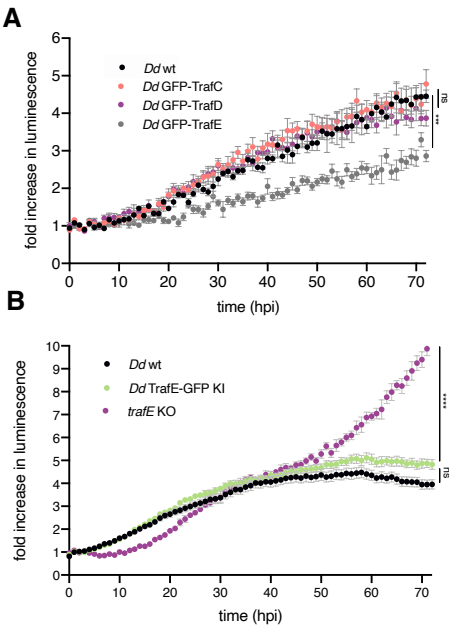 A
6
5
4
3
2
1
0
fold increase in luminescence
Dd wt
Dd GFP-TrafC
Dd GFP-TrafD
Dd GFP-TrafE
ns
***
0 10 20 30 40 50 60 70
time (hpi)
B
10
9
8
7
6
5
4
3
2
1
0
fold increase in luminescence
Dd wt
Dd TrafE-GFP KI
trafE KO
****
ns
0 10 20 30 40 50 60 70
time (hpi)